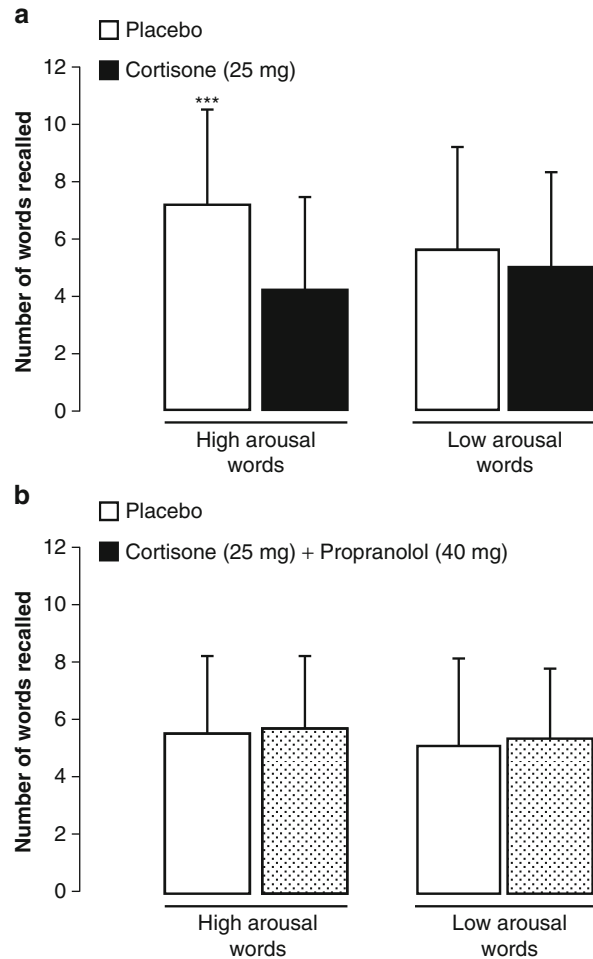 a
Placebo
Cortisone (25 mg)
12
10
8
6
4
2
0
Number of words recalled
***
High arousal
words
Low arousal
words
b
Placebo
Cortisone (25 mg) + Propranolol (40 mg)
12
10
8
6
4
2
0
Number of words recalled
High arousal
words
Low arousal
words